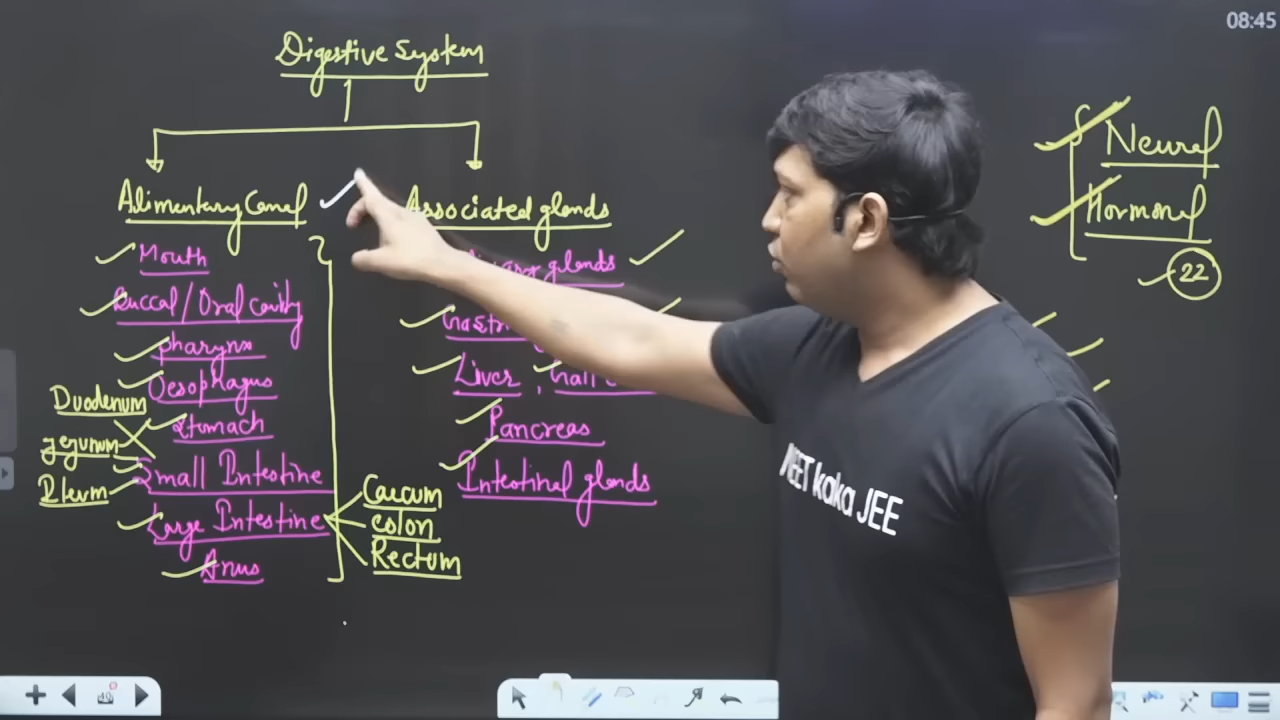 08:45
Digestive System
Alimentary Canal
Associated glands
Mouth
Buccal/Oral cavity
Pharynx
Oesophagus
Stomach
Small Intestine
Large Intestine
Anus
Duodenum
jejunum
Caecum
colon
Rectum
glands
Liver,
Pancreas
Intestinal glands
Neural
Hormonal
22
NEET kaka JEE